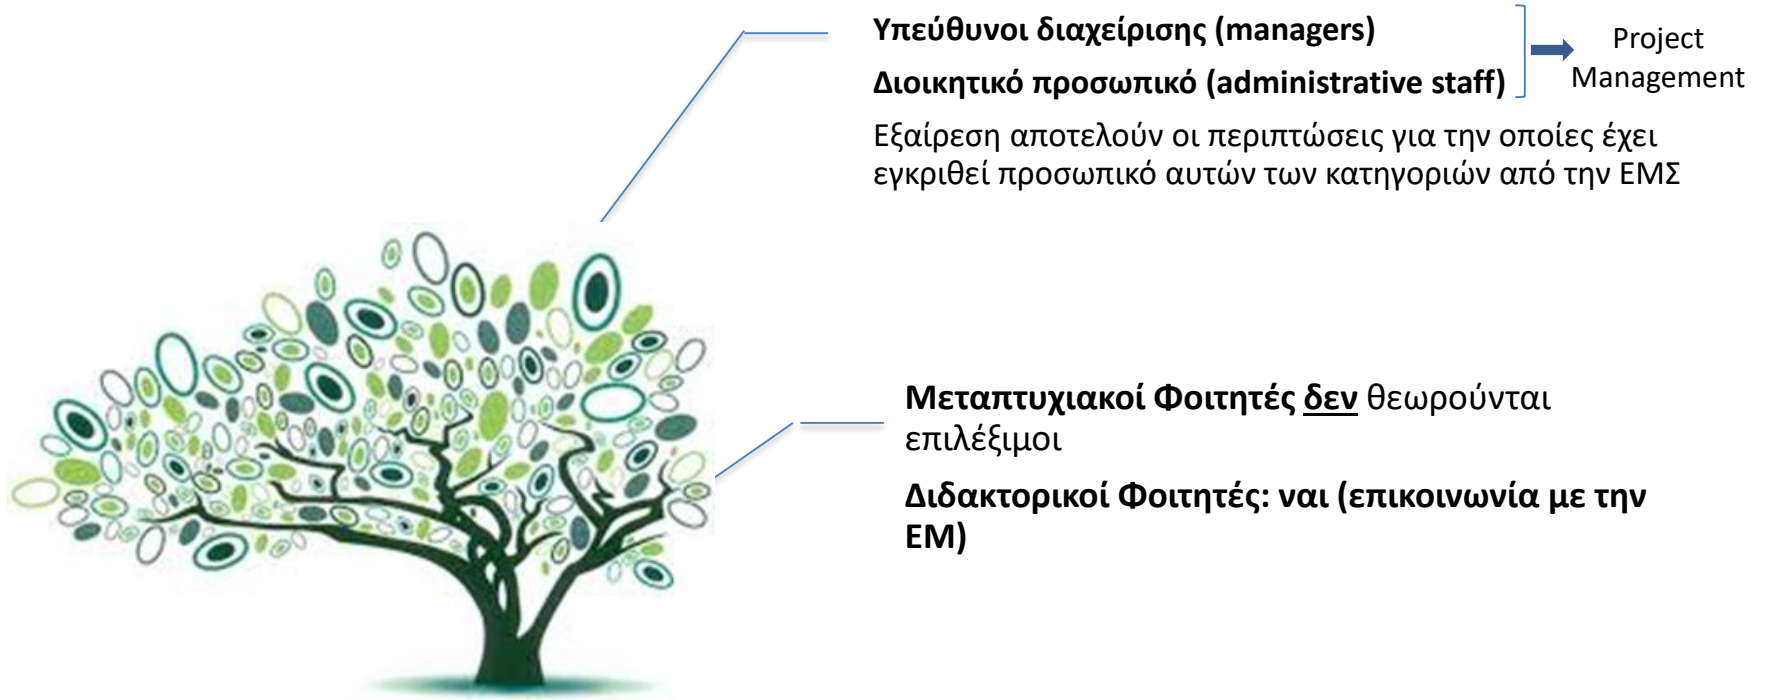 Υπεύθυνοι διαχείρισης (managers)
Διοικητικό προσωπικό (administrative staff)
Project
Management
Εξαίρεση αποτελούν οι περιπτώσεις για την οποίες έχει
εγκριθεί προσωπικό αυτών των κατηγοριών από την ΕΜΣ
Μεταπτυχιακοί Φοιτητές δεν θεωρούνται
επιλέξιμοι
Διδακτορικοί Φοιτητές: ναι (επικοινωνία με την
ΕΜ)